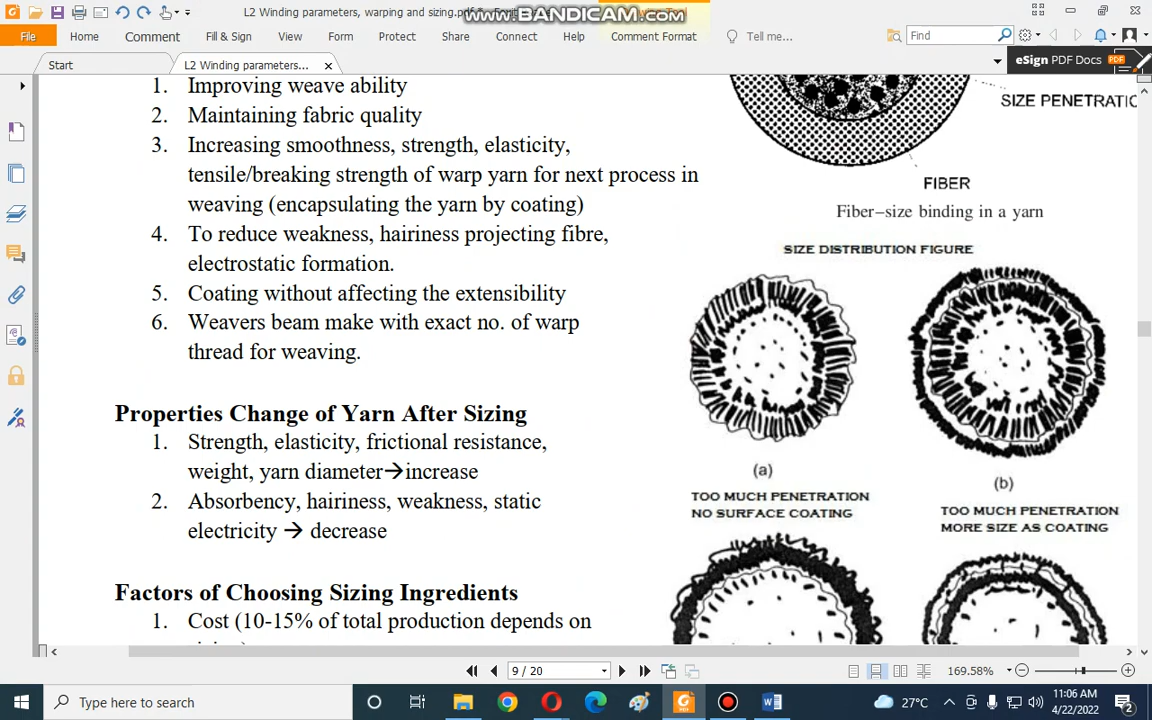 L2 Winding parameters, warping and sizing.pdf
www.BANDICAM.com
File
Home
Comment
Fill & Sign
View
Form
Protect
Share
Connect
Help
Comment Format
Tell me...
Find
Start
L2 Winding parameters...
eSign PDF Docs
1. Improving weave ability
2. Maintaining fabric quality
3. Increasing smoothness, strength, elasticity,
tensile/breaking strength of warp yarn for next process in
weaving (encapsulating the yarn by coating)
4. To reduce weakness, hairiness projecting fibre,
electrostatic formation.
5. Coating without affecting the extensibility
6. Weavers beam make with exact no. of warp
thread for weaving.
Properties Change of Yarn After Sizing
1. Strength, elasticity, frictional resistance,
weight, yarn diameter→increase
2. Absorbency, hairiness, weakness, static
electricity → decrease
Factors of Choosing Sizing Ingredients
1. Cost (10-15% of total production depends on
SIZE PENETRATIC
FIBER
Fiber–size binding in a yarn
SIZE DISTRIBUTION FIGURE
(a)
TOO MUCH PENETRATION
NO SURFACE COATING
(b)
TOO MUCH PENETRATION
MORE SIZE AS COATING
9 / 20
169.58%
Type here to search
27°C
11:06 AM
4/22/2022
2